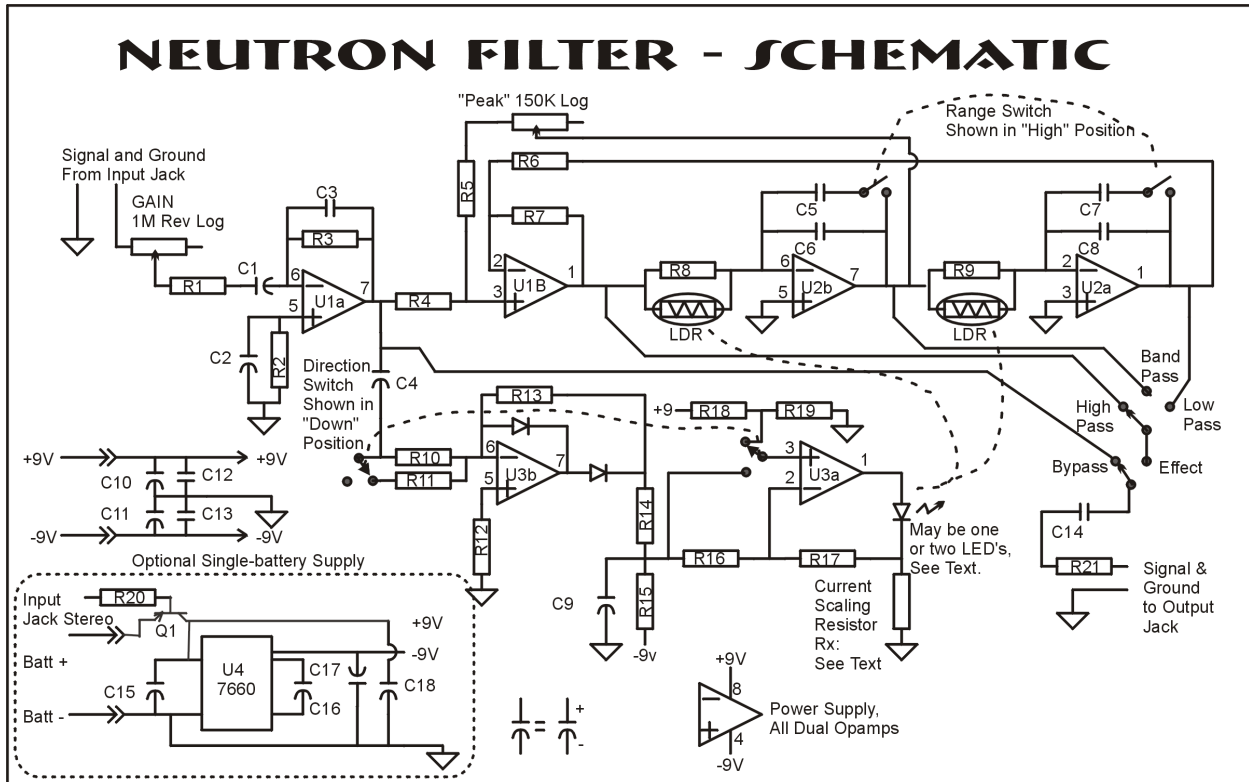 NEUTRON FILTER - SCHEMATIC
"Peak" 150K Log
Range Switch
Shown in "High" Position
Signal and Ground
From Input Jack
GAIN
1M Rev Log
R1
C1
C3
R3
6
5
7
U1a
C2
R2
R4
R5
R6
R7
2
3
1
U1B
R8
LDR
C5
C6
6
5
7
U2b
R9
LDR
C7
C8
2
3
1
U2a
C4
Direction
Switch
Shown in
"Down"
Position
R10
R11
R13
6
5
7
U3b
R12
R14
R15
-9v
C9
R16
R17
+9
R18
R19
3
2
1
U3a
May be one
or two LED's,
See Text.
Current
Scaling
Resistor
Rx:
See Text
Band
Pass
High
Pass
Low
Pass
Bypass
Effect
C14
R21
Signal &
Ground
to Output
Jack
+9V
+9V
C10
C12
C11
C13
-9V
-9V
Optional Single-battery Supply
Input
Jack Stereo
R20
Q1
Batt +
Batt -
C15
U4
7660
C17
C16
C18
+9V
-9V
=
+
-
+9V
8
4
-9V
Power Supply,
All Dual Opamps